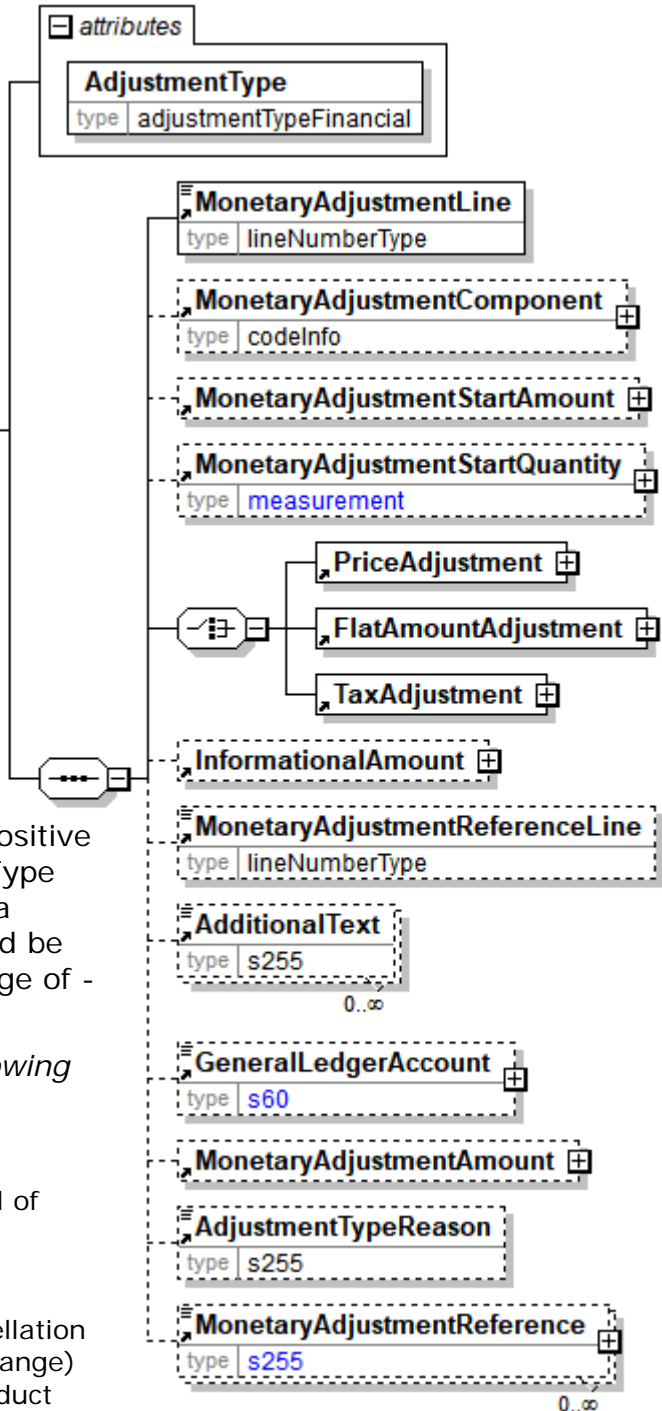 attributes
AdjustmentType
type adjustmentTypeFinancial
MonetaryAdjustmentLine
type lineNumberType
MonetaryAdjustmentComponent
type codeInfo
MonetaryAdjustmentStartAmount
MonetaryAdjustmentStartQuantity
type measurement
PriceAdjustment
FlatAmountAdjustment
TaxAdjustment
InformationalAmount
MonetaryAdjustmentReferenceLine
type lineNumberType
AdditionalText
type s255
0..∞
GeneralLedgerAccount
type s60
MonetaryAdjustmentAmount
AdjustmentTypeReason
type s255
MonetaryAdjustmentReference
type s255
0..∞
ositive
ype
a
d be
ge of -
owing
l of
ellation
ange)
duct